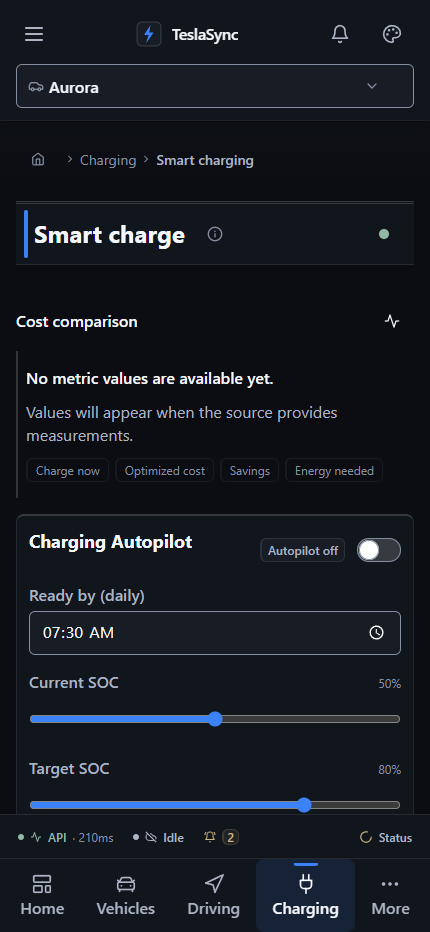 TeslaSync
Aurora
Charging
Smart charging
Smart charge
Cost comparison
No metric values are available yet.
Values will appear when the source provides
measurements.
Charge now
Optimized cost
Savings
Energy needed
Charging Autopilot
Autopilot off
Ready by (daily)
07:30 AM
Current SOC
50%
Target SOC
80%
API · 210ms
Idle
2
Status
Home
Vehicles
Driving
Charging
More